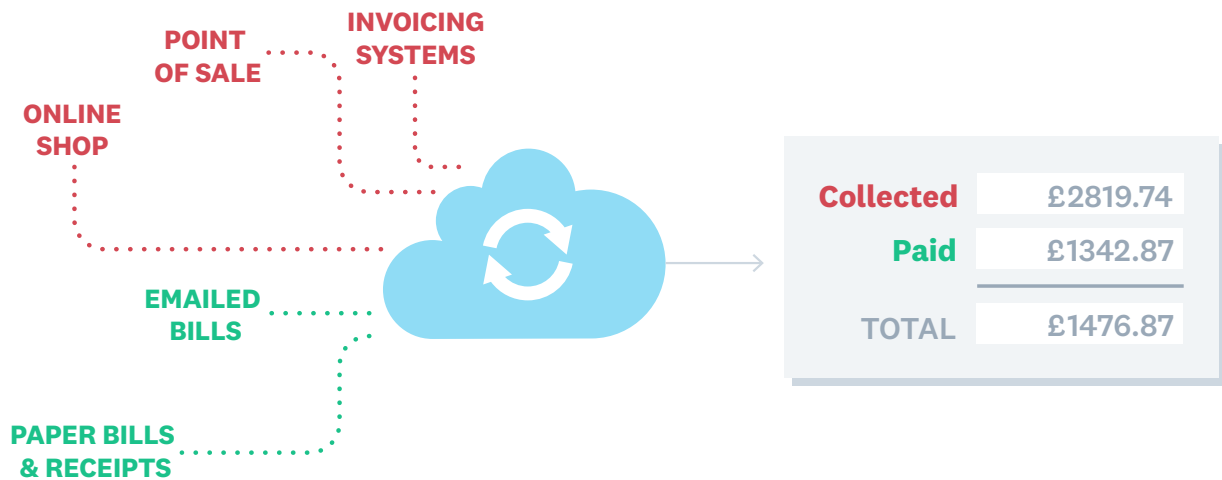 INVOICING
SYSTEMS
POINT
OF SALE
ONLINE
SHOP
EMAILED
BILLS
PAPER BILLS
& RECEIPTS
Collected £2819.74
Paid £1342.87
TOTAL £1476.87